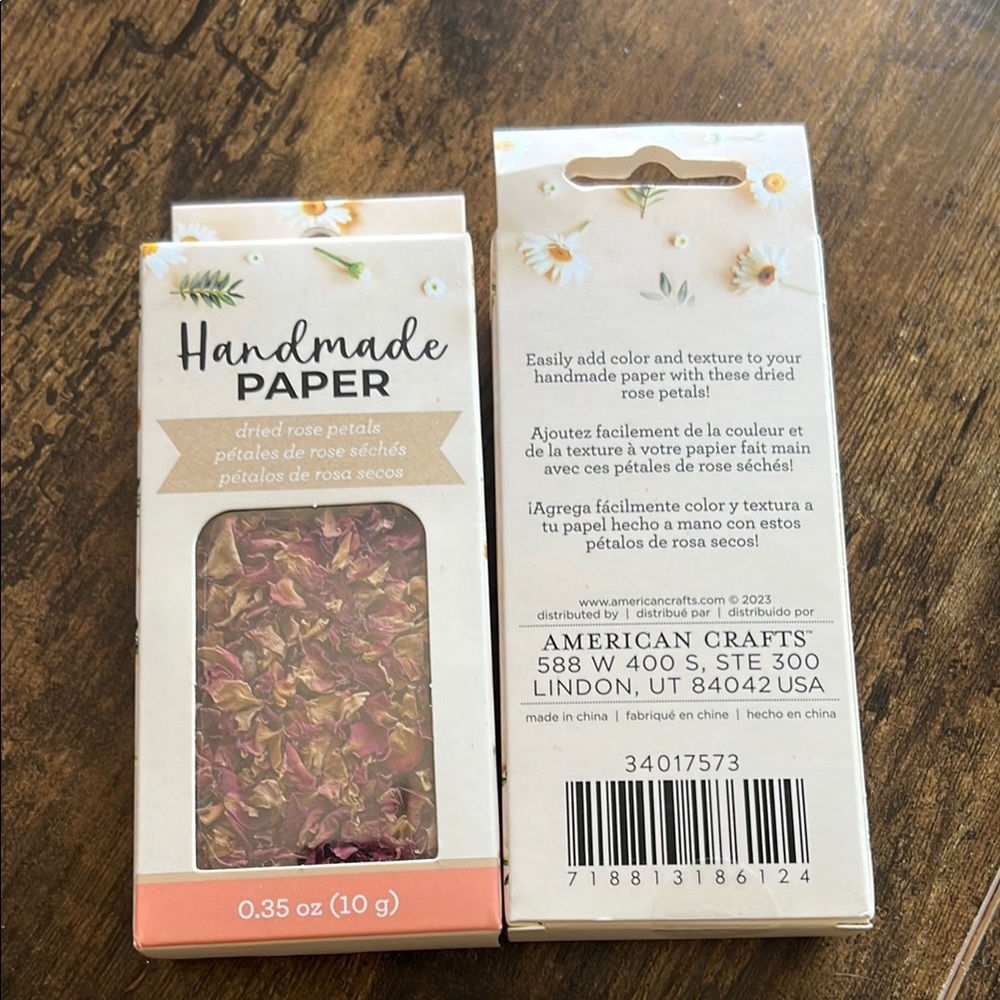 Handmade
PAPER
dried rose petals
pétales de rose séchés
pétalos de rosa secos
0.35 oz (10 g)
Easily add color and texture to your
handmade paper with these dried
rose petals!
Ajoutez facilement de la couleur et
de la texture à votre papier fait main
avec ces pétales de rose séchés!
¡Agrega fácilmente color y textura a
tu papel hecho a mano con estos
pétalos de rosa secos!
www.americancrafts.com © 2023
distributed by | distribué par | distribuido por
AMERICAN CRAFTS™
588 W 400 S, STE 300
LINDON, UT 84042 USA
made in china | fabriqué en chine | hecho en china
34017573
718813186124